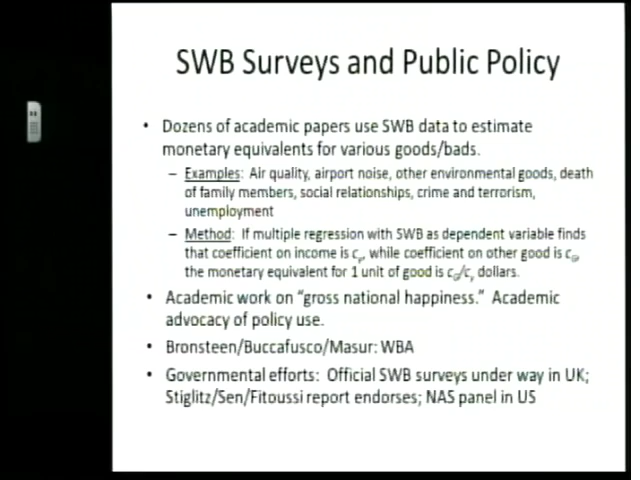 SWB Surveys and Public Policy
• Dozens of academic papers use SWB data to estimate
monetary equivalents for various goods/bads.
– Examples: Air quality, airport noise, other environmental goods, death
of family members, social relationships, crime and terrorism,
unemployment
– Method: If multiple regression with SWB as dependent variable finds
that coefficient on income is c, while coefficient on other good is c
the monetary equivalent for 1 unit of good is c/c dollars.
• Academic work on “gross national happiness.” Academic
advocacy of policy use.
• Bronsteen/Buccafusco/Masur: WBA
• Governmental efforts: Official SWB surveys under way in UK;
Stiglitz/Sen/Fitoussi report endorses; NAS panel in US